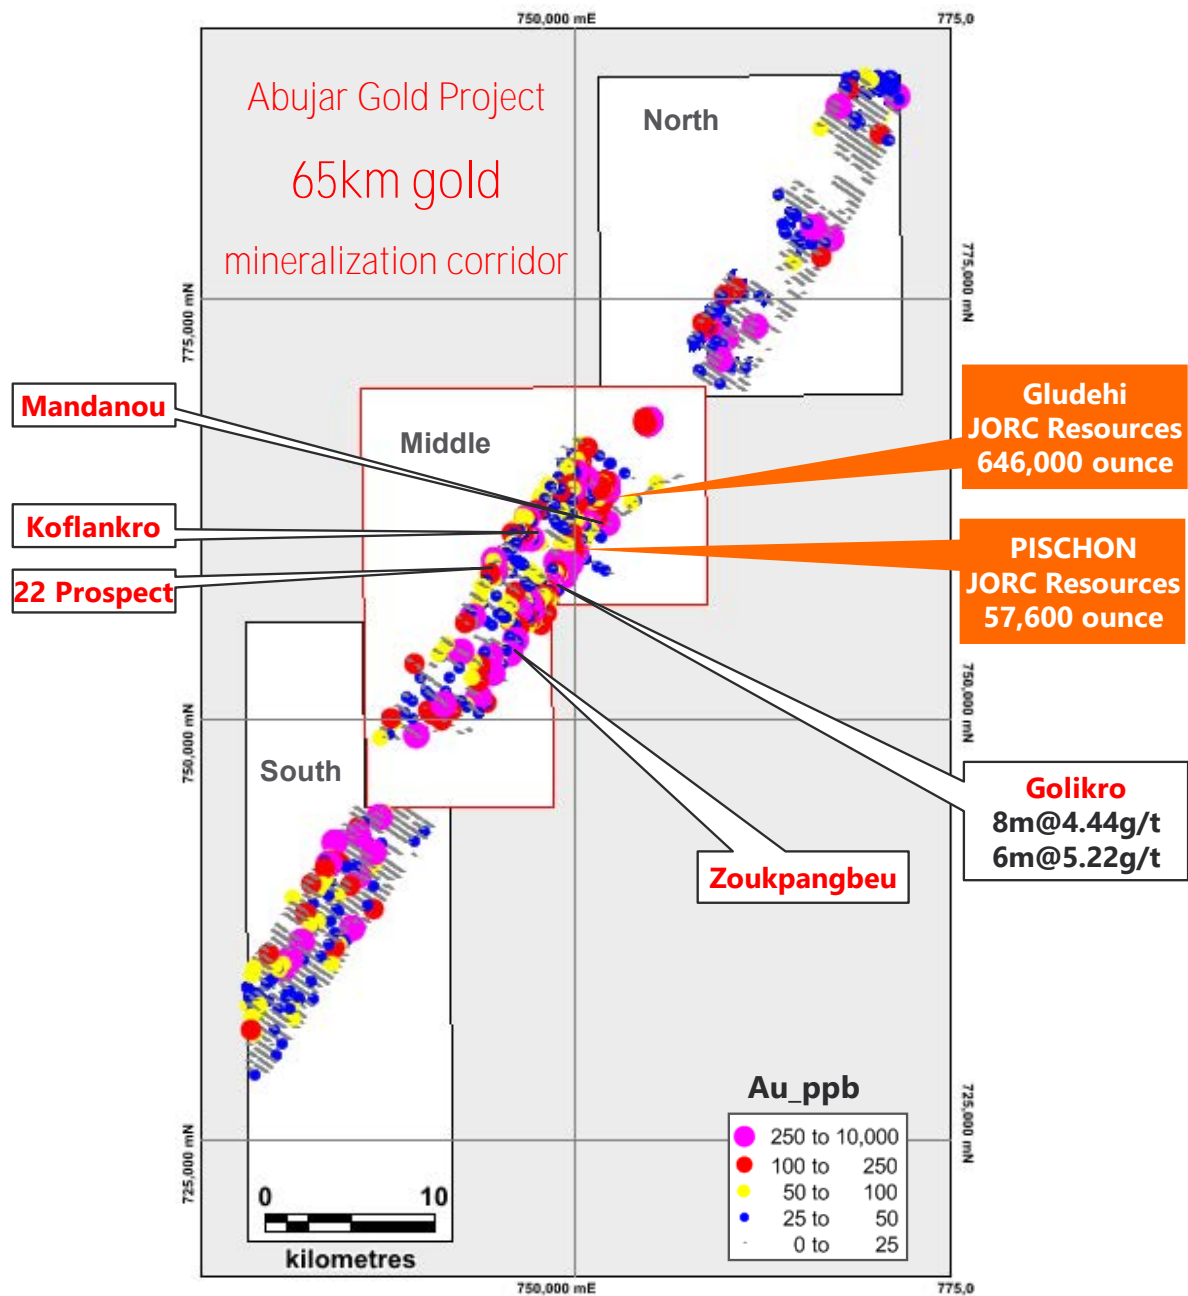 750,000 mE
775,0
Abujar Gold Project
65km gold
mineralization corridor
North
775,000 mN
775,000 mN
Mandanou
Middle
Gludehi
JORC Resources
646,000 ounce
Koflankro
PISCHON
JORC Resources
57,600 ounce
22 Prospect
750,000 mN
750,000 mN
South
Golikro
8m@4.44g/t
6m@5.22g/t
Zoukpangbeu
Au_ppb
250 to 10,000
100 to 250
50 to 100
25 to 50
0 to 25
725,000 mN
725,000 mN
0 10
kilometres
750,000 mE
775,0